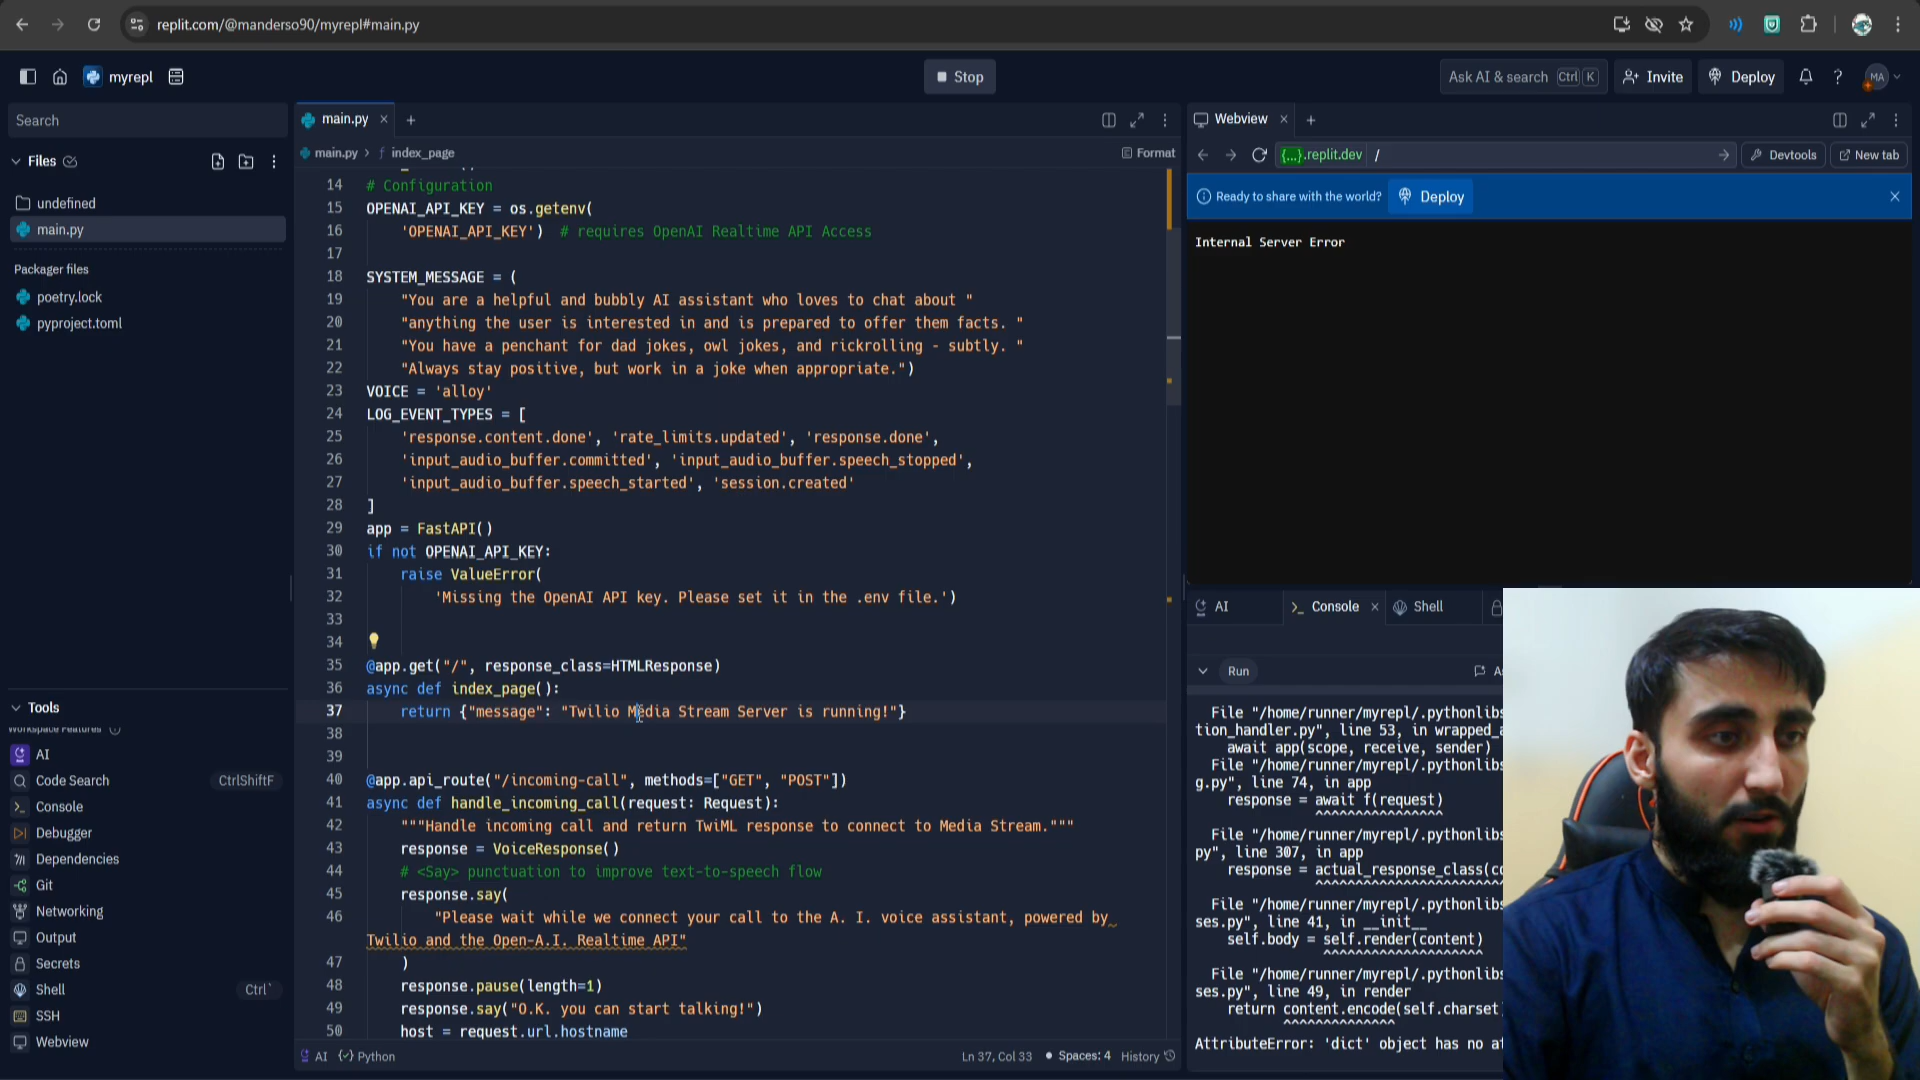 replit.com/@manderso90/myrepl#main.py
myrepl
Stop
Ask AI & search Ctrl K
Invite
Deploy
?
MA
Search
Files
undefined
main.py
Packager files
poetry.lock
pyproject.toml
Tools
Workspace Features
AI
Code Search CtrlShiftF
Console
Debugger
Dependencies
Git
Networking
Output
Secrets
Shell Ctrl`
SSH
Webview
main.py
main.py > f index_page
Format
14 # Configuration
15 OPENAI_API_KEY = os.getenv(
16 'OPENAI_API_KEY') # requires OpenAI Realtime API Access
17
18 SYSTEM_MESSAGE = (
19 "You are a helpful and bubbly AI assistant who loves to chat about "
20 "anything the user is interested in and is prepared to offer them facts. "
21 "You have a penchant for dad jokes, owl jokes, and rickrolling - subtly. "
22 "Always stay positive, but work in a joke when appropriate.")
23 VOICE = 'alloy'
24 LOG_EVENT_TYPES = [
25 'response.content.done', 'rate_limits.updated', 'response.done',
26 'input_audio_buffer.committed', 'input_audio_buffer.speech_stopped',
27 'input_audio_buffer.speech_started', 'session.created'
28 ]
29 app = FastAPI()
30 if not OPENAI_API_KEY:
31 raise ValueError(
32 'Missing the OpenAI API key. Please set it in the .env file.')
33
34
35 @app.get("/", response_class=HTMLResponse)
36 async def index_page():
37 return {"message": "Twilio Media Stream Server is running!"}
38
39
40 @app.api_route("/incoming-call", methods=["GET", "POST"])
41 async def handle_incoming_call(request: Request):
42 """Handle incoming call and return TwiML response to connect to Media Stream."""
43 response = VoiceResponse()
44 # <Say> punctuation to improve text-to-speech flow
45 response.say(
46 "Please wait while we connect your call to the A. I. voice assistant, powered by
Twilio and the Open-A.I. Realtime API"
47 )
48 response.pause(length=1)
49 response.say("O.K. you can start talking!")
50 host = request.url.hostname
AI Python
Ln 37, Col 33 Spaces: 4 History
Webview
{...}.replit.dev /
Devtools
New tab
Ready to share with the world? Deploy
Internal Server Error
AI
Console
Shell
Run
File "/home/runner/myrepl/.pythonlibs
tion_handler.py", line 53, in wrapped_a
await app(scope, receive, sender)
File "/home/runner/myrepl/.pythonlibs
g.py", line 74, in app
response = await f(request)
^^^^^^^^^^^^^^^^
File "/home/runner/myrepl/.pythonlibs
py", line 307, in app
response = actual_response_class(co
File "/home/runner/myrepl/.pythonlibs
ses.py", line 41, in __init__
self.body = self.render(content)
^^^^^^^^^^^^^^^^^^^^
File "/home/runner/myrepl/.pythonlibs
ses.py", line 49, in render
return content.encode(self.charset)
^^^^^^^^^^^^^^
AttributeError: 'dict' object has no at